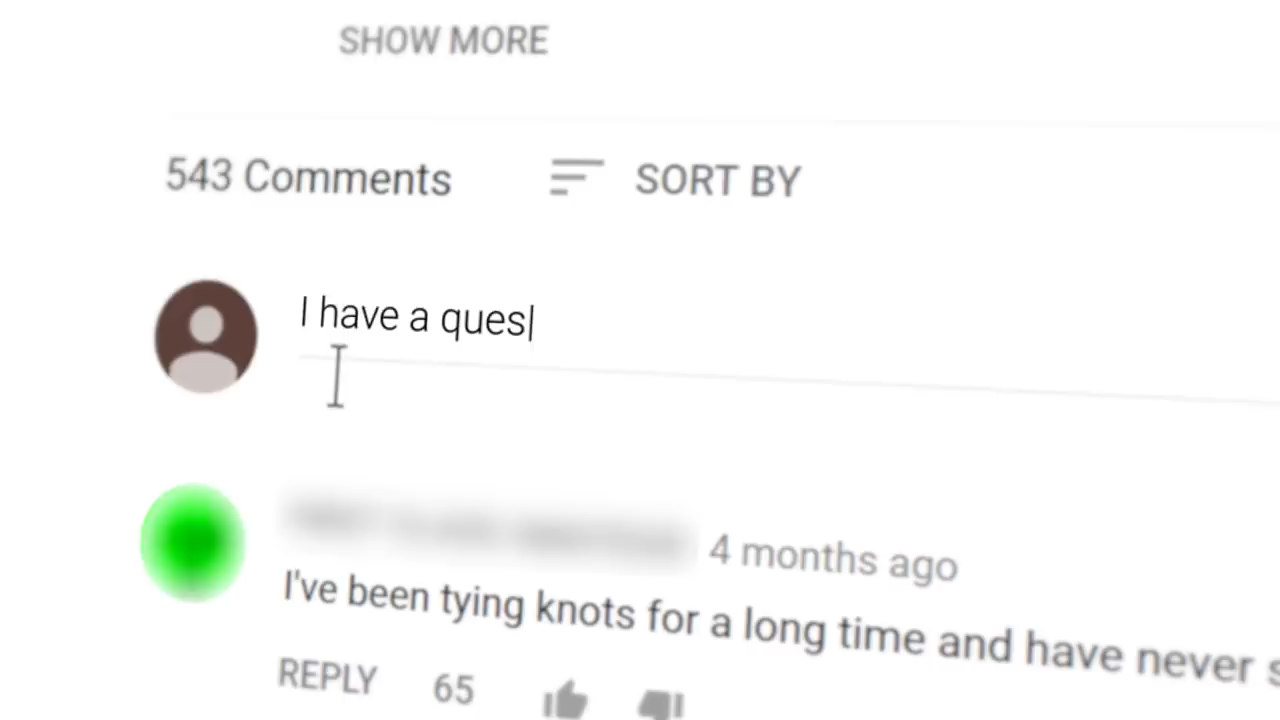 SHOW MORE
543 Comments SORT BY
I have a ques
4 months ago
I've been tying knots for a long time and have never
REPLY 65